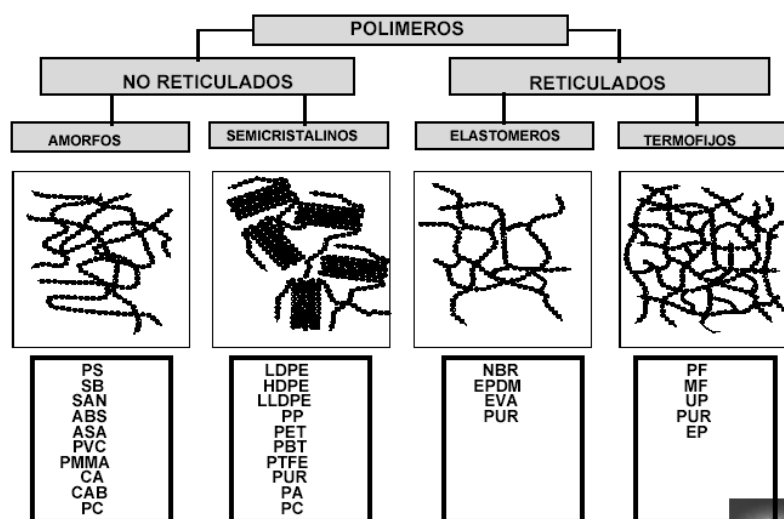 POLIMEROS
NO RETICULADOS
RETICULADOS
AMORFOS
SEMICRISTALINOS
ELASTOMEROS
TERMOFIJOS
PS
SB
SAN
ABS
ASA
PVC
PMMA
CA
CAB
PC
LDPE
HDPE
LLDPE
PP
PET
PBT
PTFE
PUR
PA
PC
NBR
EPDM
EVA
PUR
PF
MF
UP
PUR
EP